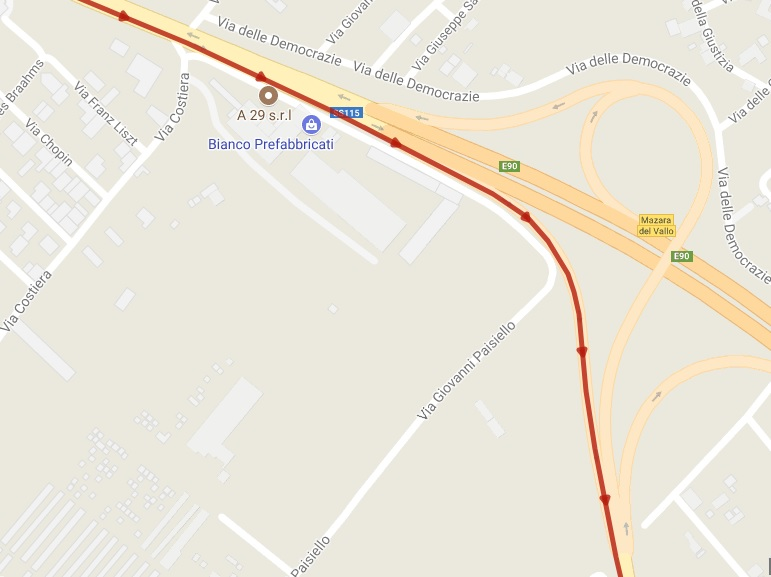 Via delle Democrazie
Via delle Democrazie
Via delle Democrazie
Via delle Democrazie
Via Giovan
Via Giuseppe Sa
della Giustizia
Via delle
es Braahms
Via Franz Liszt
Via Chopin
Via Costiera
Via Costiera
A 29 s.r.l
Bianco Prefabbricati
SS115
E90
Mazara
del Vallo
E90
Via Giovanni Paisiello
Paisiello